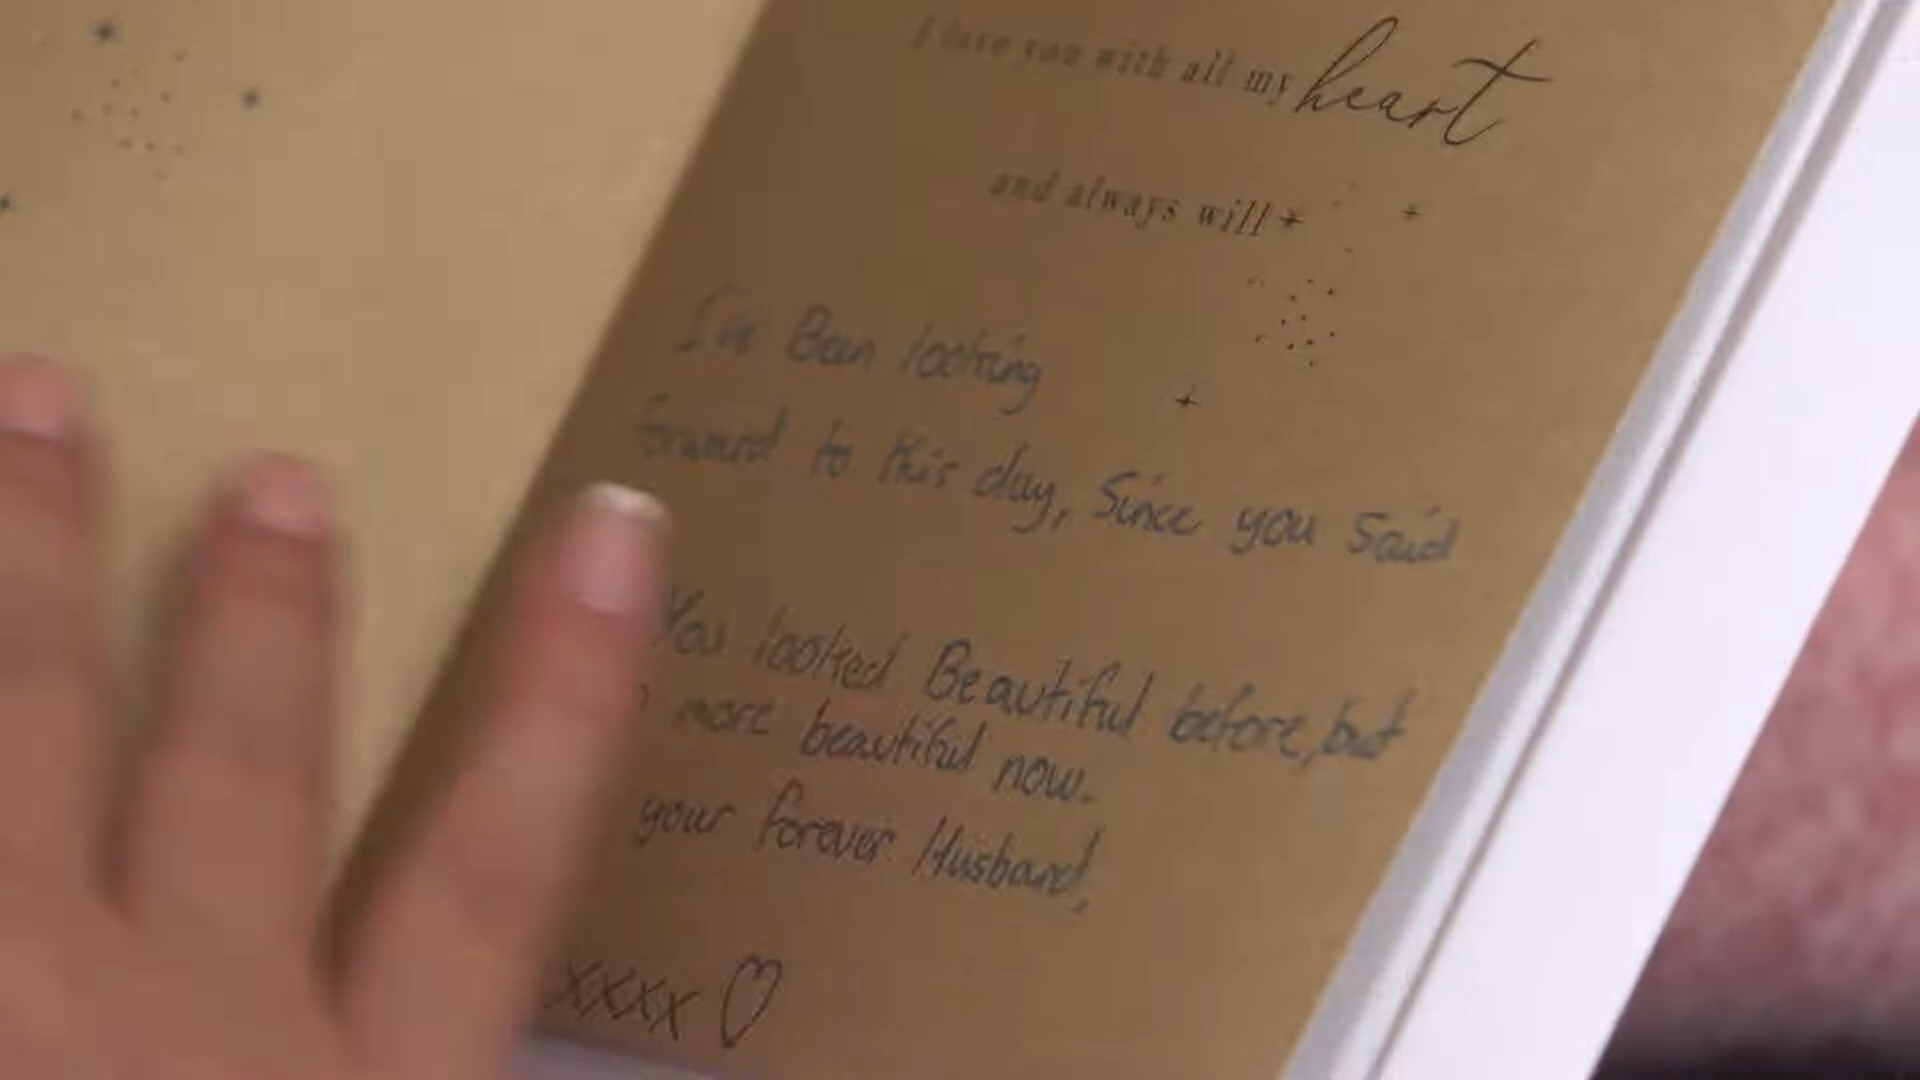 I love you with all my heart
and always will
I've Been looking
forward to this day, Since you said
You looked Beautiful before, but
more beautiful now.
your forever Husband,
xxxx ♡